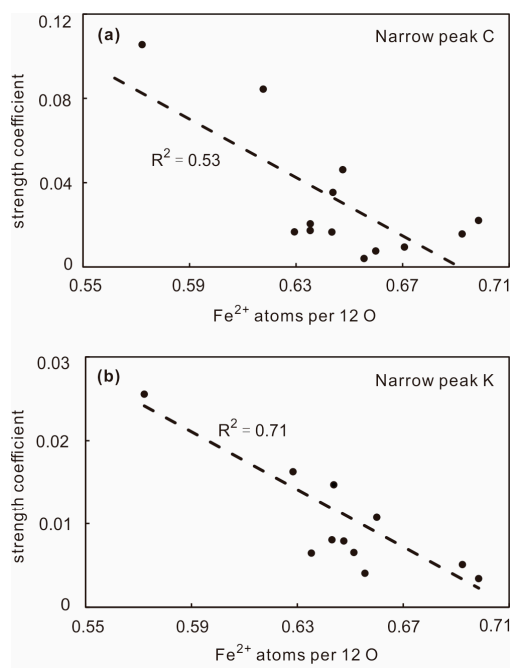 (a)
Narrow peak C
strength coefficient
0.12
0.08
0.04
0
R² = 0.53
0.55 0.59 0.63 0.67 0.71
Fe²⁺ atoms per 12 O
(b)
Narrow peak K
strength coefficient
0.03
0.02
0.01
0
R² = 0.71
0.55 0.59 0.63 0.67 0.71
Fe²⁺ atoms per 12 O